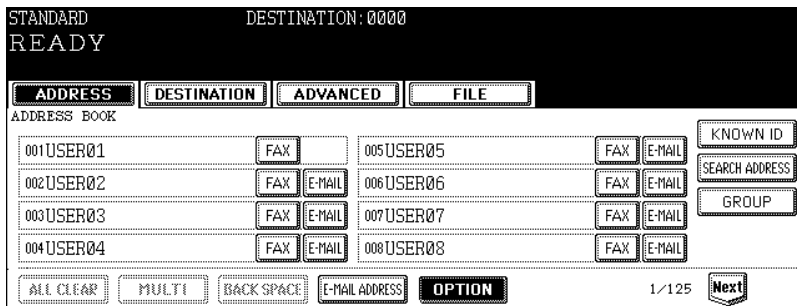 STANDARD DESTINATION:0000
READY
ADDRESS DESTINATION ADVANCED FILE
ADDRESS BOOK
001USER01 FAX 005USER05 FAX E-MAIL KNOWN ID
002USER02 FAX E-MAIL 006USER06 FAX E-MAIL SEARCH ADDRESS
003USER03 FAX E-MAIL 007USER07 FAX E-MAIL GROUP
004USER04 FAX E-MAIL 008USER08 FAX E-MAIL
ALL CLEAR MULTI BACK SPACE E-MAIL ADDRESS OPTION 1/125 Next